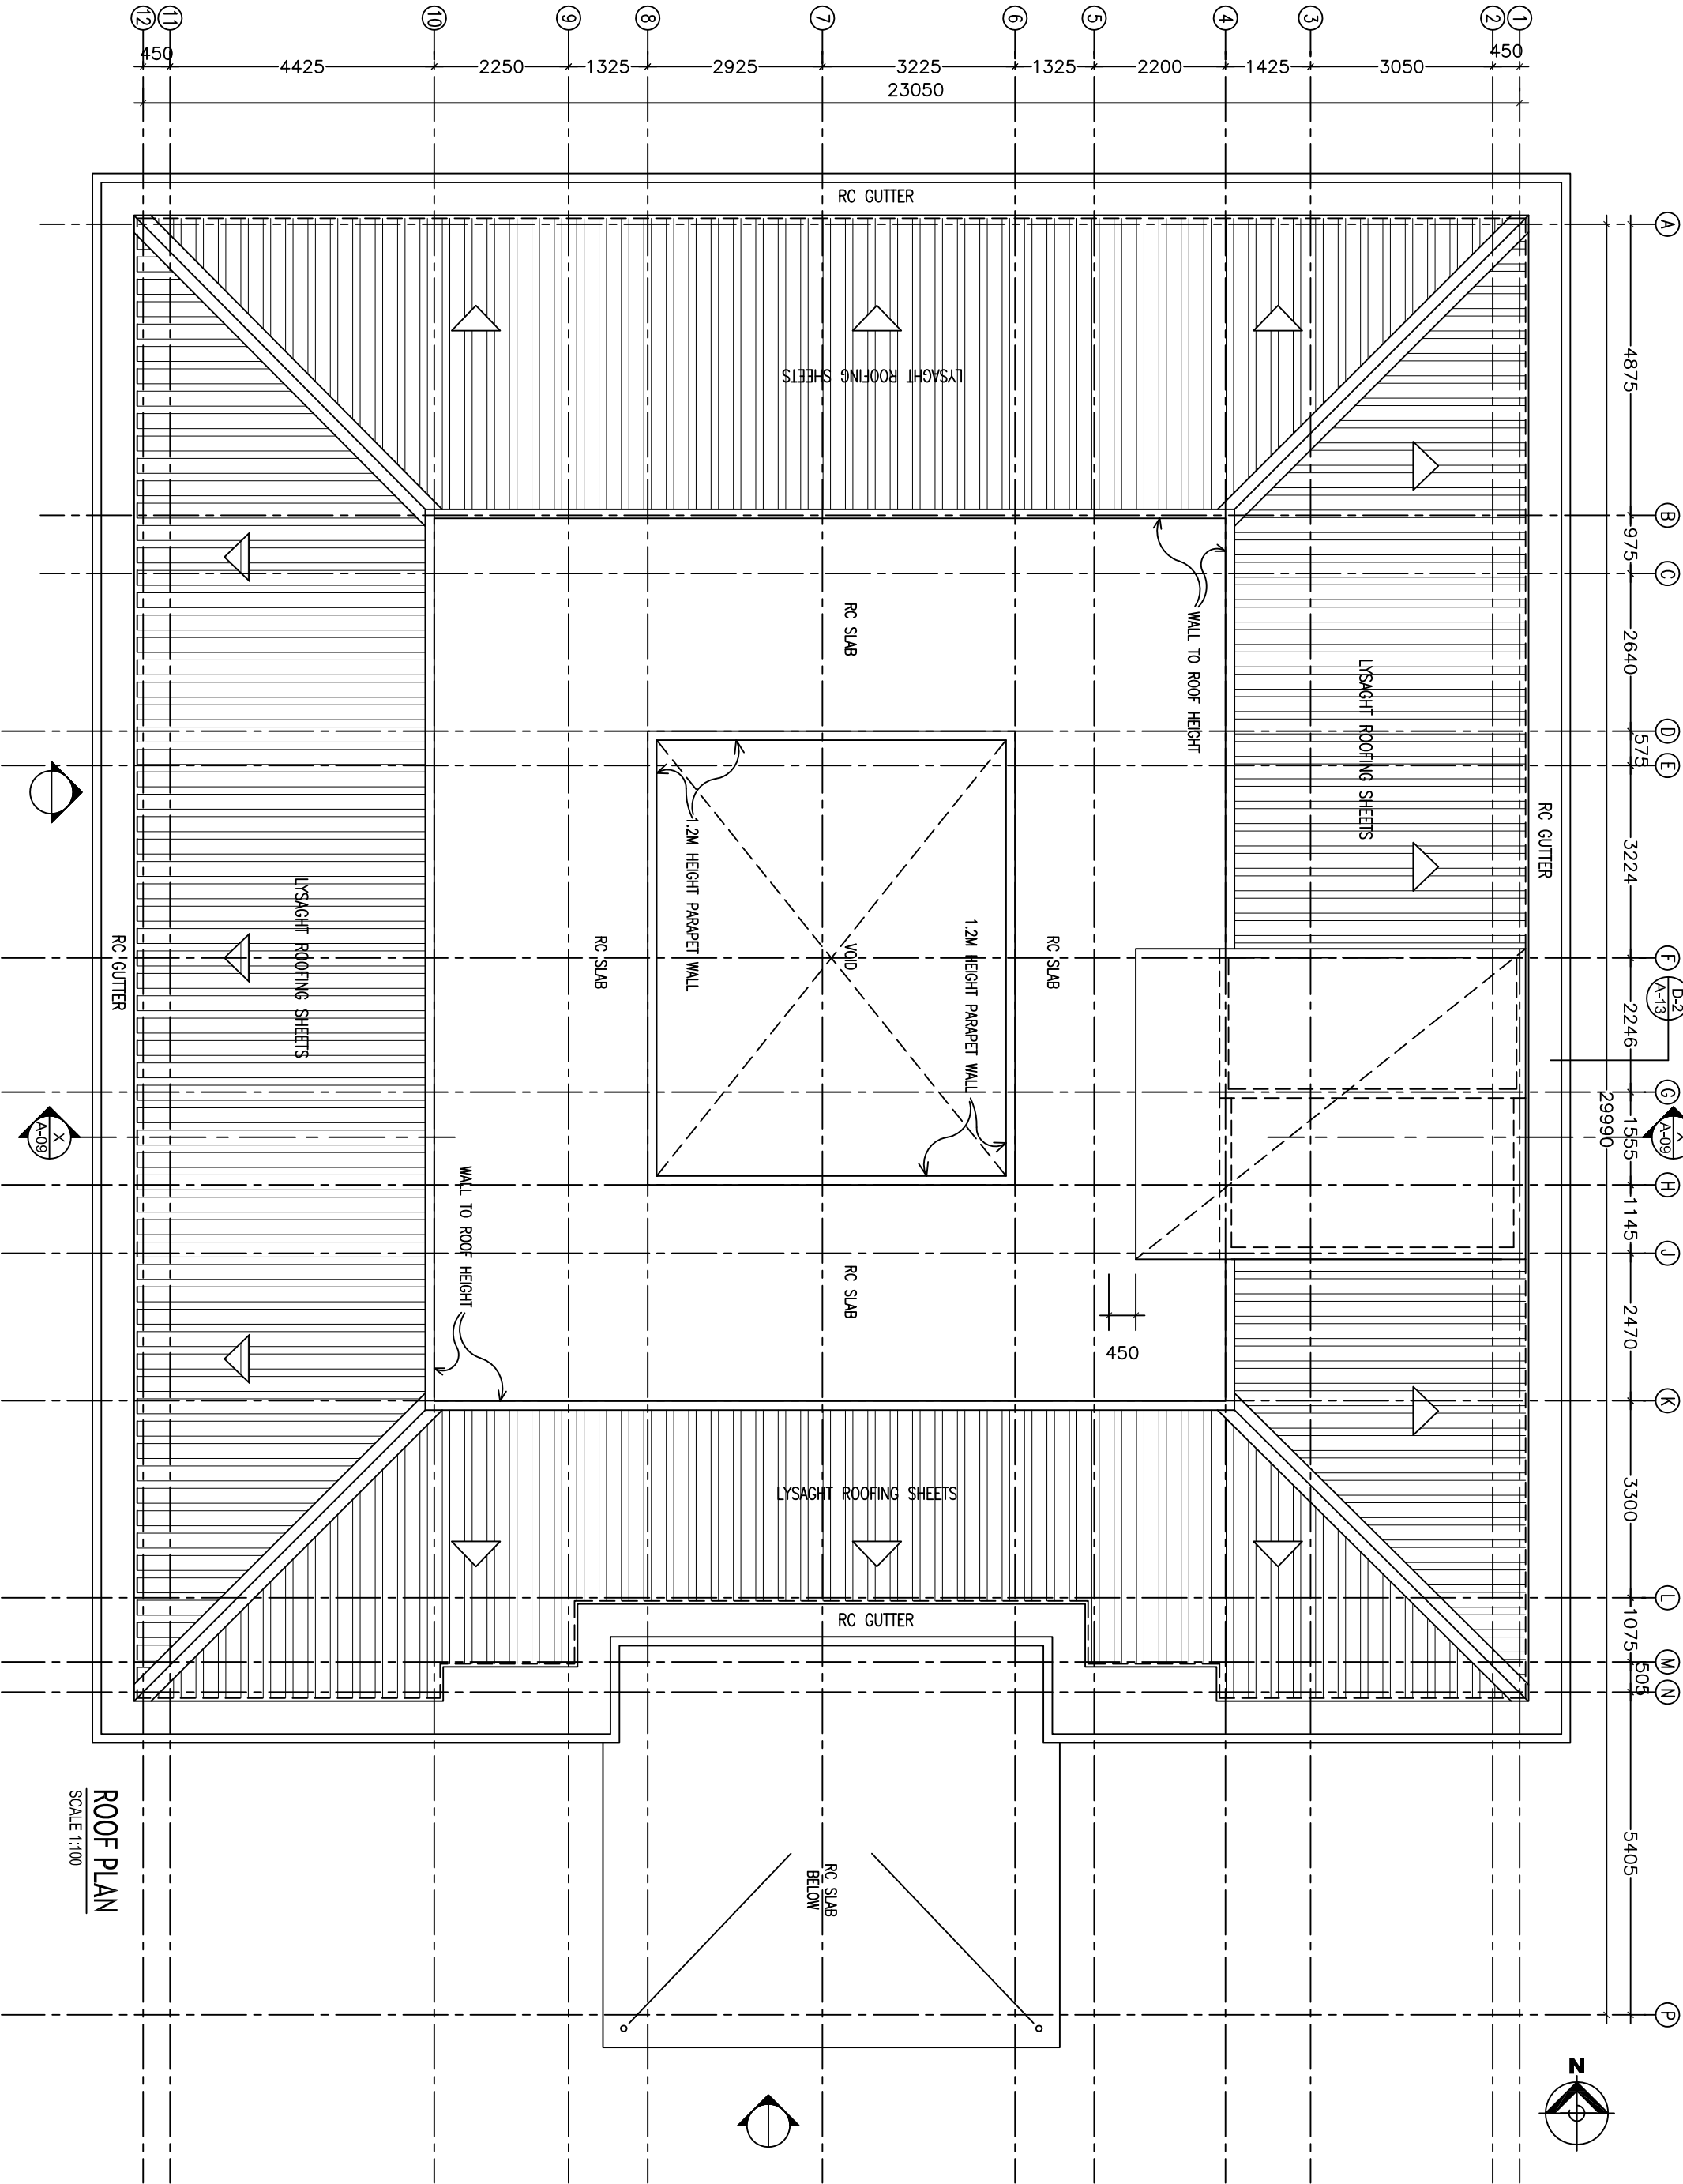 12
11
10
9
8
7
6
5
4
3
2
1
450
4425
2250
1325
2925
3225
1325
2200
1425
3050
450
23050
RC GUTTER
A
4875
LYSAGHT ROOFING SHEETS
B
975
C
RC SLAB
WALL TO ROOF HEIGHT
LYSAGHT ROOFING SHEETS
2640
D
575
E
1.2M HEIGHT PARAPET WALL
RC GUTTER
3224
LYSAGHT ROOFING SHEETS
RC GUTTER
RC SLAB
VOID
1.2M HEIGHT PARAPET WALL
RC SLAB
F
D-2
A-13
2246
G
29990
X
A-09
1555
X
A-09
H
1145
WALL TO ROOF HEIGHT
RC SLAB
J
450
2470
K
LYSAGHT ROOFING SHEETS
3300
L
RC GUTTER
1075
M
505
N
ROOF PLAN
SCALE 1:100
RC SLAB
BELOW
5405
P
N